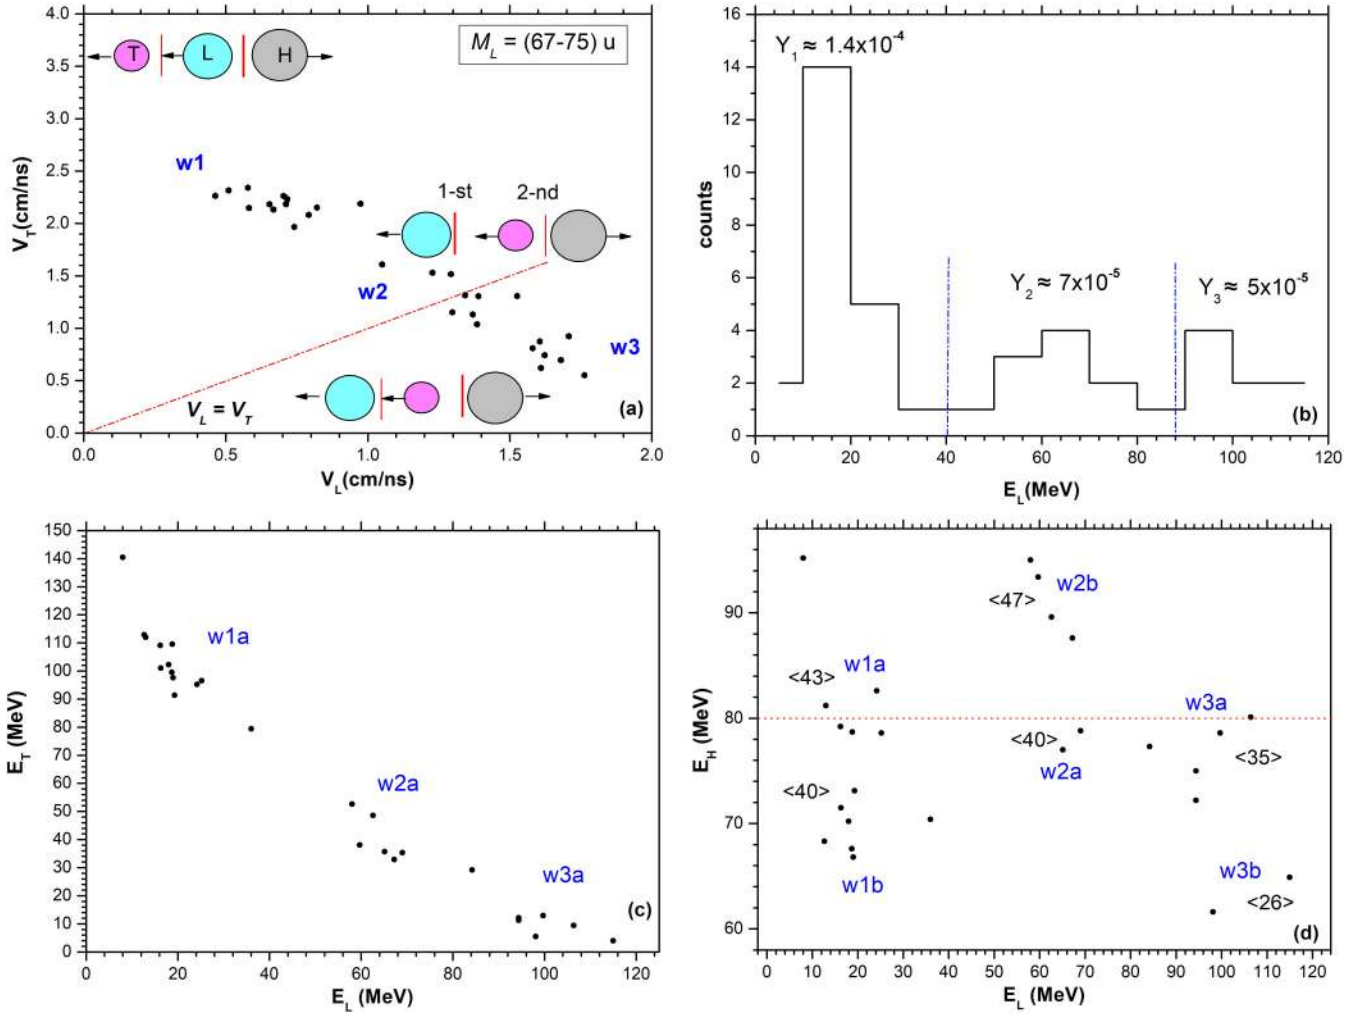 4.0
3.5
3.0
2.5
2.0
1.5
1.0
0.5
0.0
V_T(cm/ns)
T
L
H
M_L = (67-75) u
w1
1-st
2-nd
w2
w3
V_L = V_T
(a)
0.0 0.5 1.0 1.5 2.0
V_L(cm/ns)
16
14
12
10
8
6
4
2
0
counts
Y_1 ≈ 1.4x10^-4
Y_2 ≈ 7x10^-5
Y_3 ≈ 5x10^-5
(b)
0 20 40 60 80 100 120
E_L(MeV)
150
140
130
120
110
100
90
80
70
60
50
40
30
20
10
0
E_T (MeV)
w1a
w2a
w3a
(c)
0 20 40 60 80 100 120
E_L (MeV)
90
80
70
60
E_H (MeV)
w2b
<47>
w1a
<43>
w3a
<40>
<35>
w2a
<40>
w1b
w3b
<26>
(d)
0 10 20 30 40 50 60 70 80 90 100 110 120
E_L (MeV)